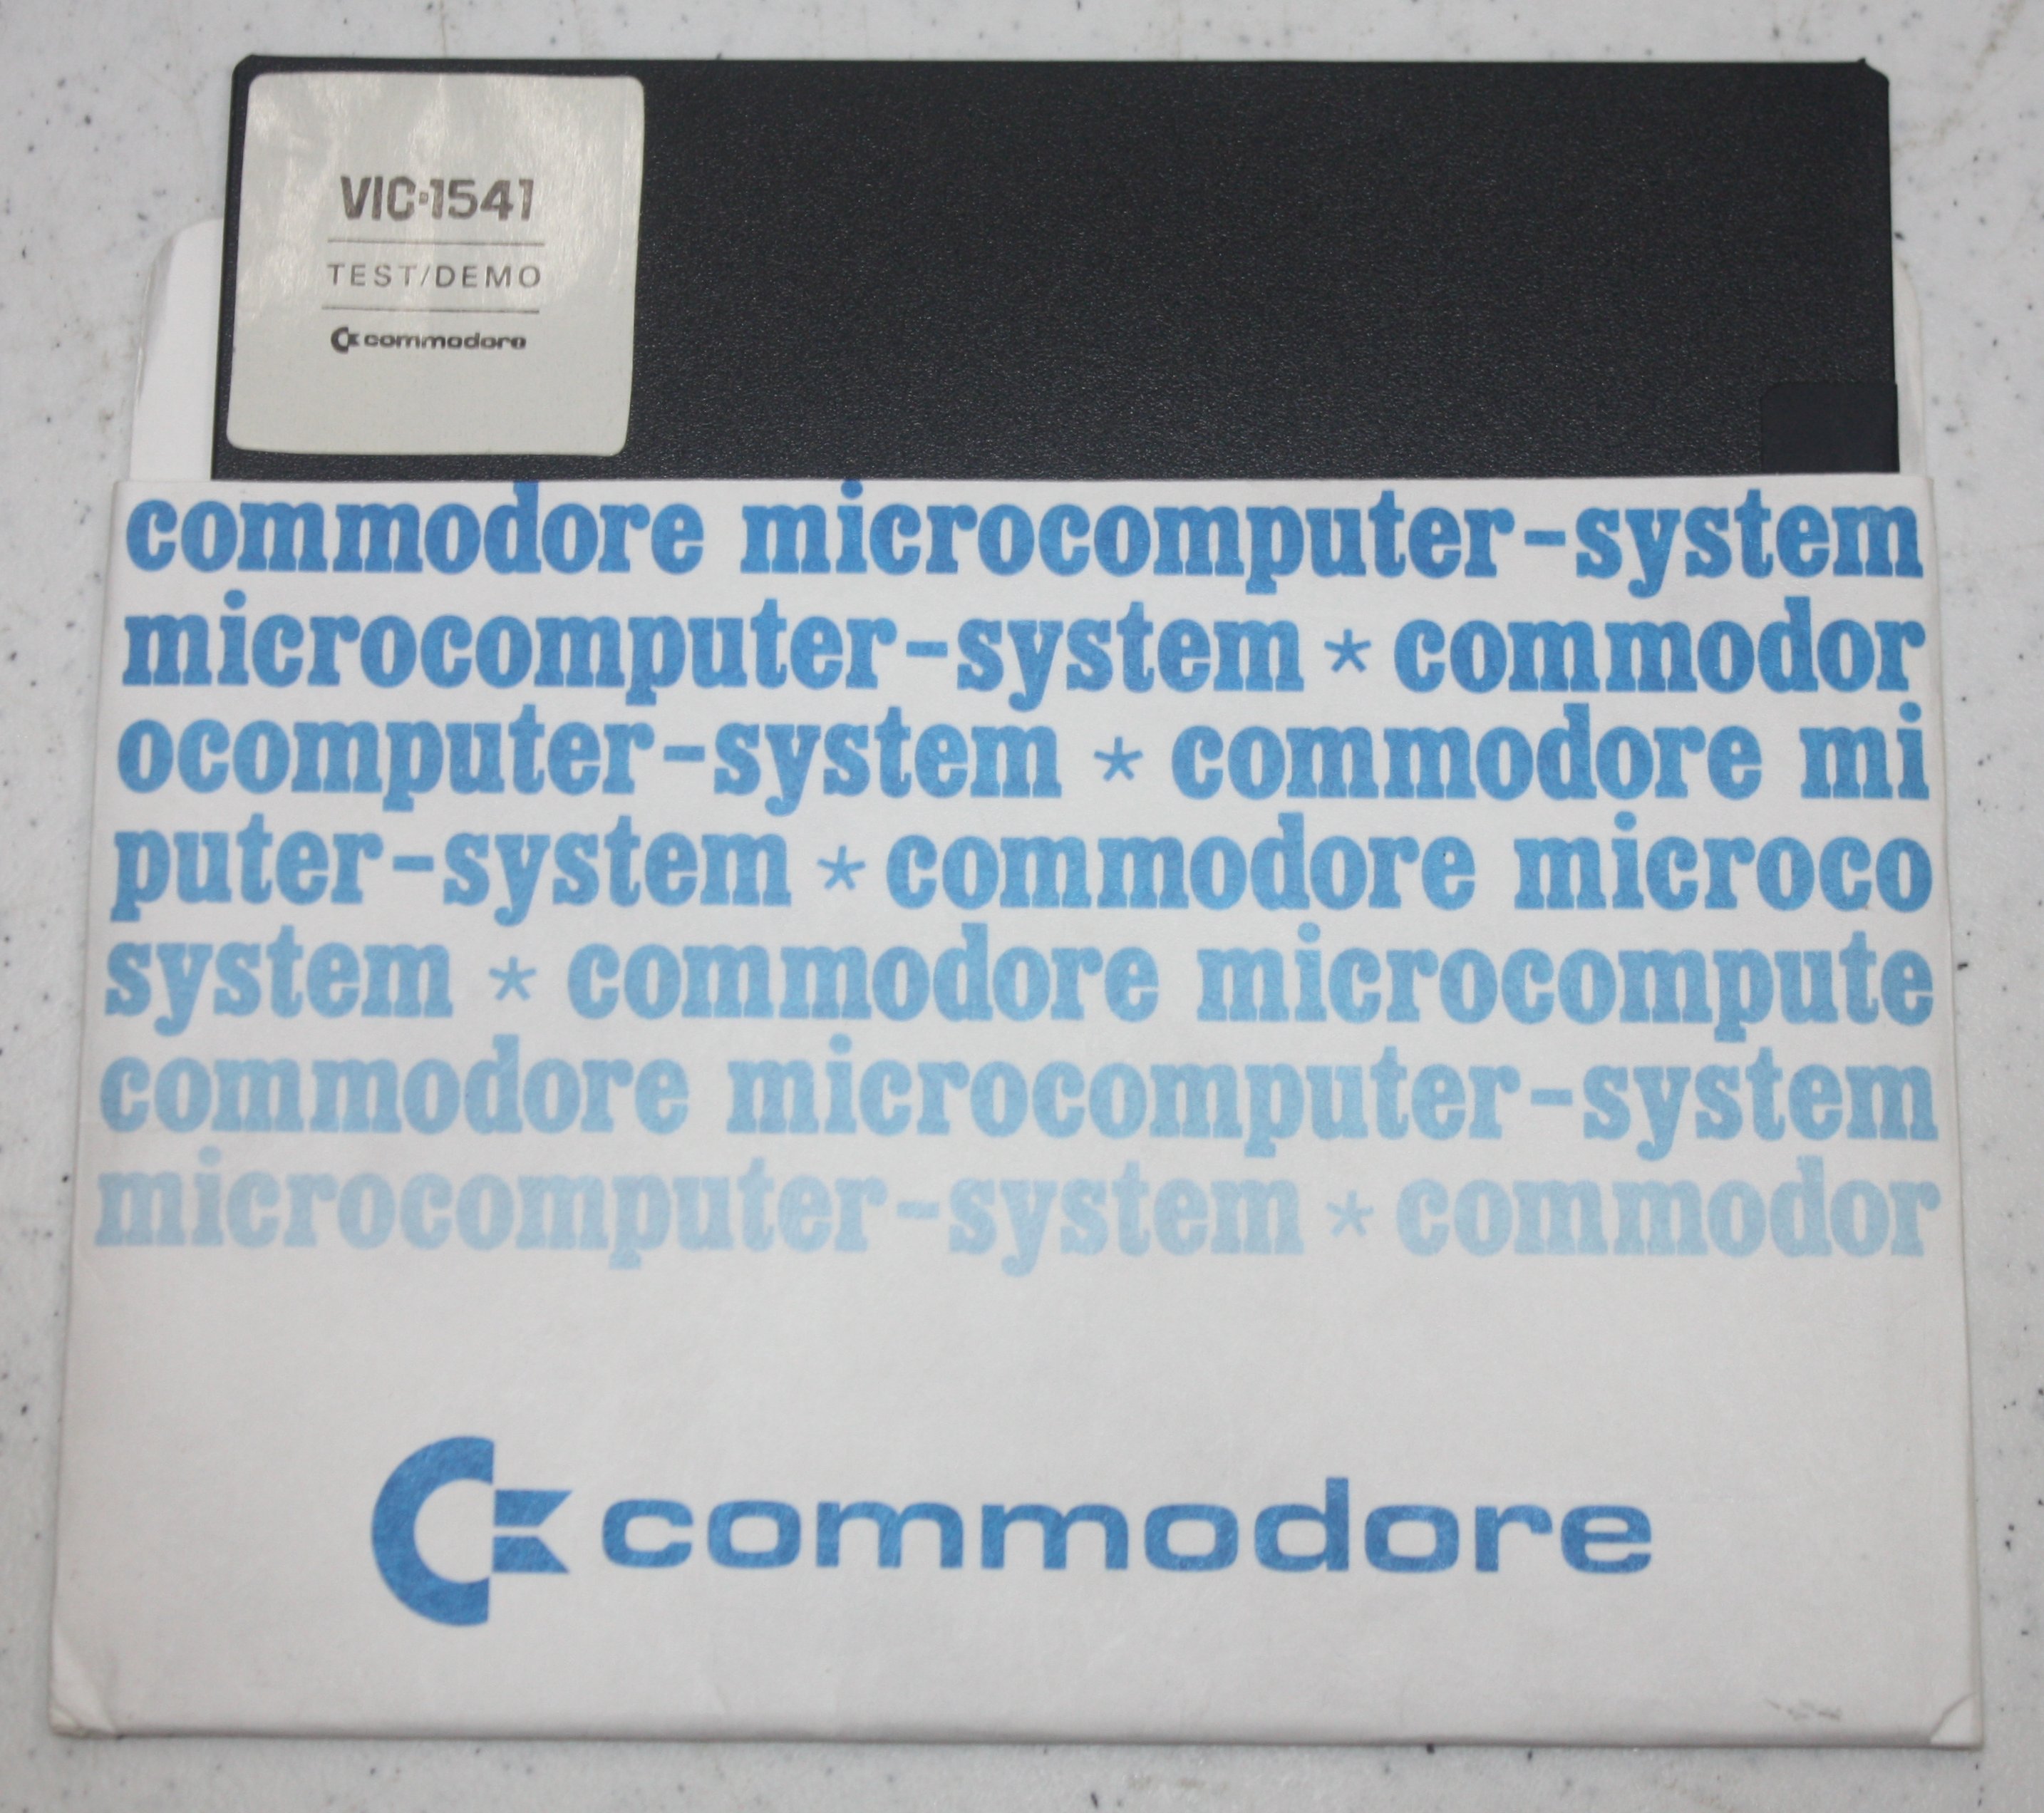 VIC-1541
TEST/DEMO
commodore
commodore microcomputer-system
microcomputer-system * commodor
ocomputer-system * commodore mi
puter-system * commodore microco
system * commodore microcompute
commodore microcomputer-system
microcomputer-system * commodor
commodore